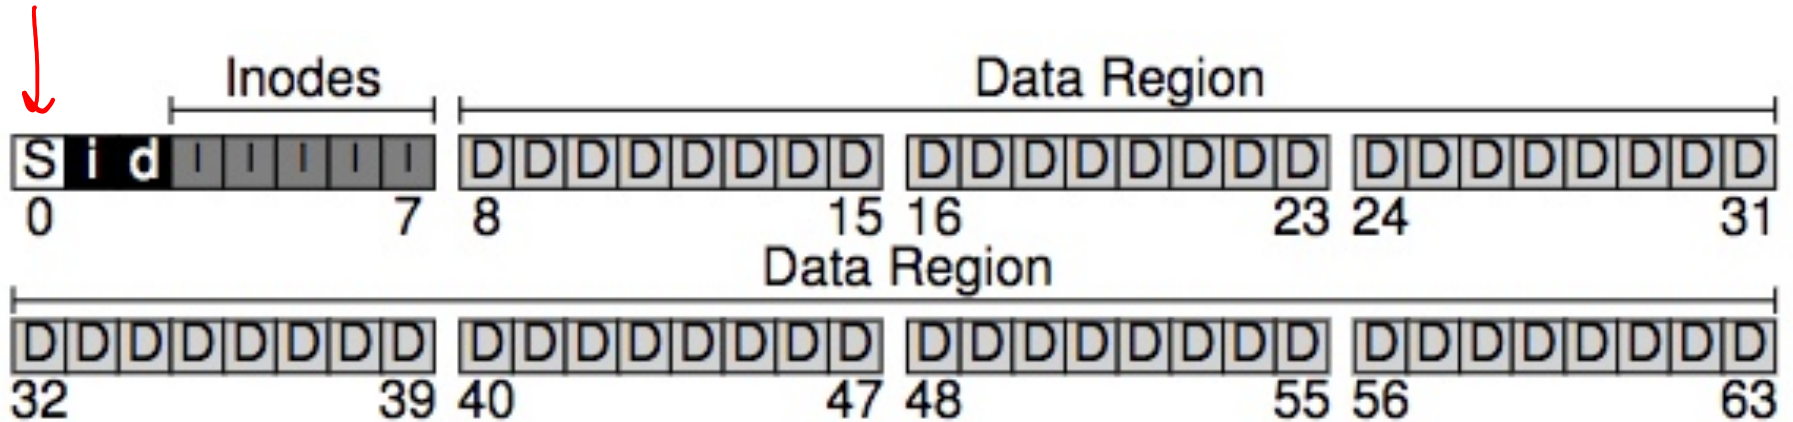 Inodes Data Region
S i d I I I I I D D D D D D D D D D D D D D D D D D D D D D D D
0 7 8 15 16 23 24 31
Data Region
D D D D D D D D D D D D D D D D D D D D D D D D D D D D D D D D
32 39 40 47 48 55 56 63